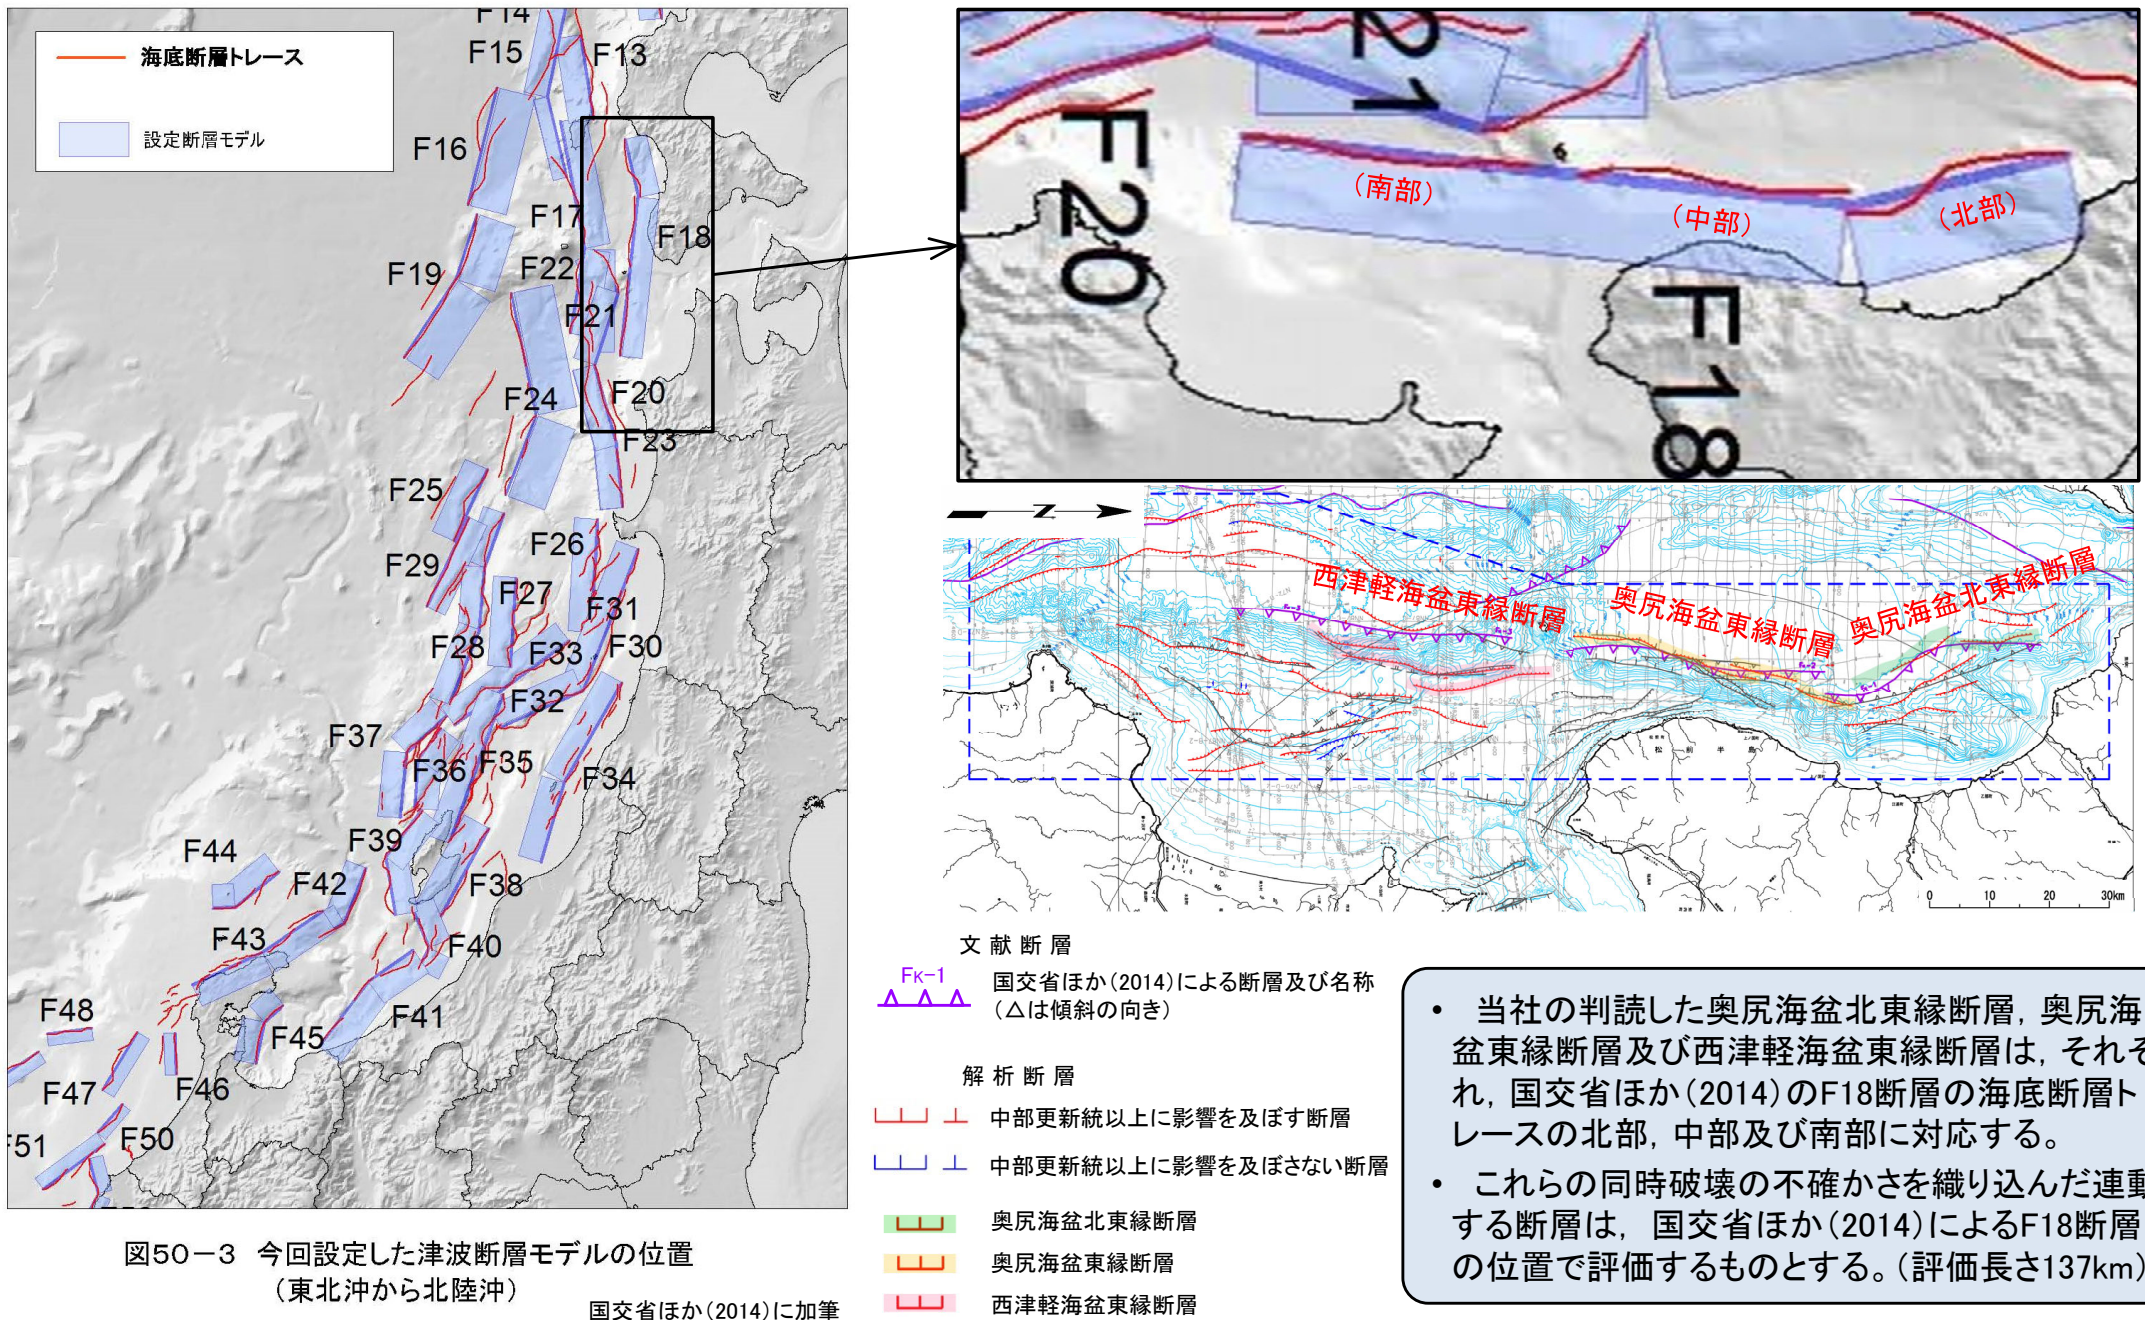 海底断層トレース
設定断層モデル
F14
F15
F13
F16
F17
F18
F19
F22
F21
F24
F20
F23
F25
F26
F29
F27
F31
F28
F33
F30
F32
F37
F36
F35
F34
F39
F44
F42
F38
F43
F40
F48
F45
F41
F47
F46
F50
F51
図50-3 今回設定した津波断層モデルの位置
(東北沖から北陸沖)
国交省ほか(2014)に加筆
21
F20
F18
(南部)
(中部)
(北部)
N
西津軽海盆東縁断層
奥尻海盆東縁断層
奥尻海盆北東縁断層
FK-3
FK-2
FK-1
松前半島
0 10 20 30km
文献断層
FK-1
国交省ほか(2014)による断層及び名称
(△は傾斜の向き)
解析断層
中部更新統以上に影響を及ぼす断層
中部更新統以上に影響を及ぼさない断層
奥尻海盆北東縁断層
奥尻海盆東縁断層
西津軽海盆東縁断層
• 当社の判読した奥尻海盆北東縁断層,奥尻海
盆東縁断層及び西津軽海盆東縁断層は,それぞ
れ,国交省ほか(2014)のF18断層の海底断層ト
レースの北部,中部及び南部に対応する。
• これらの同時破壊の不確かさを織り込んだ連動
する断層は, 国交省ほか(2014)によるF18断層
の位置で評価するものとする。(評価長さ137km)